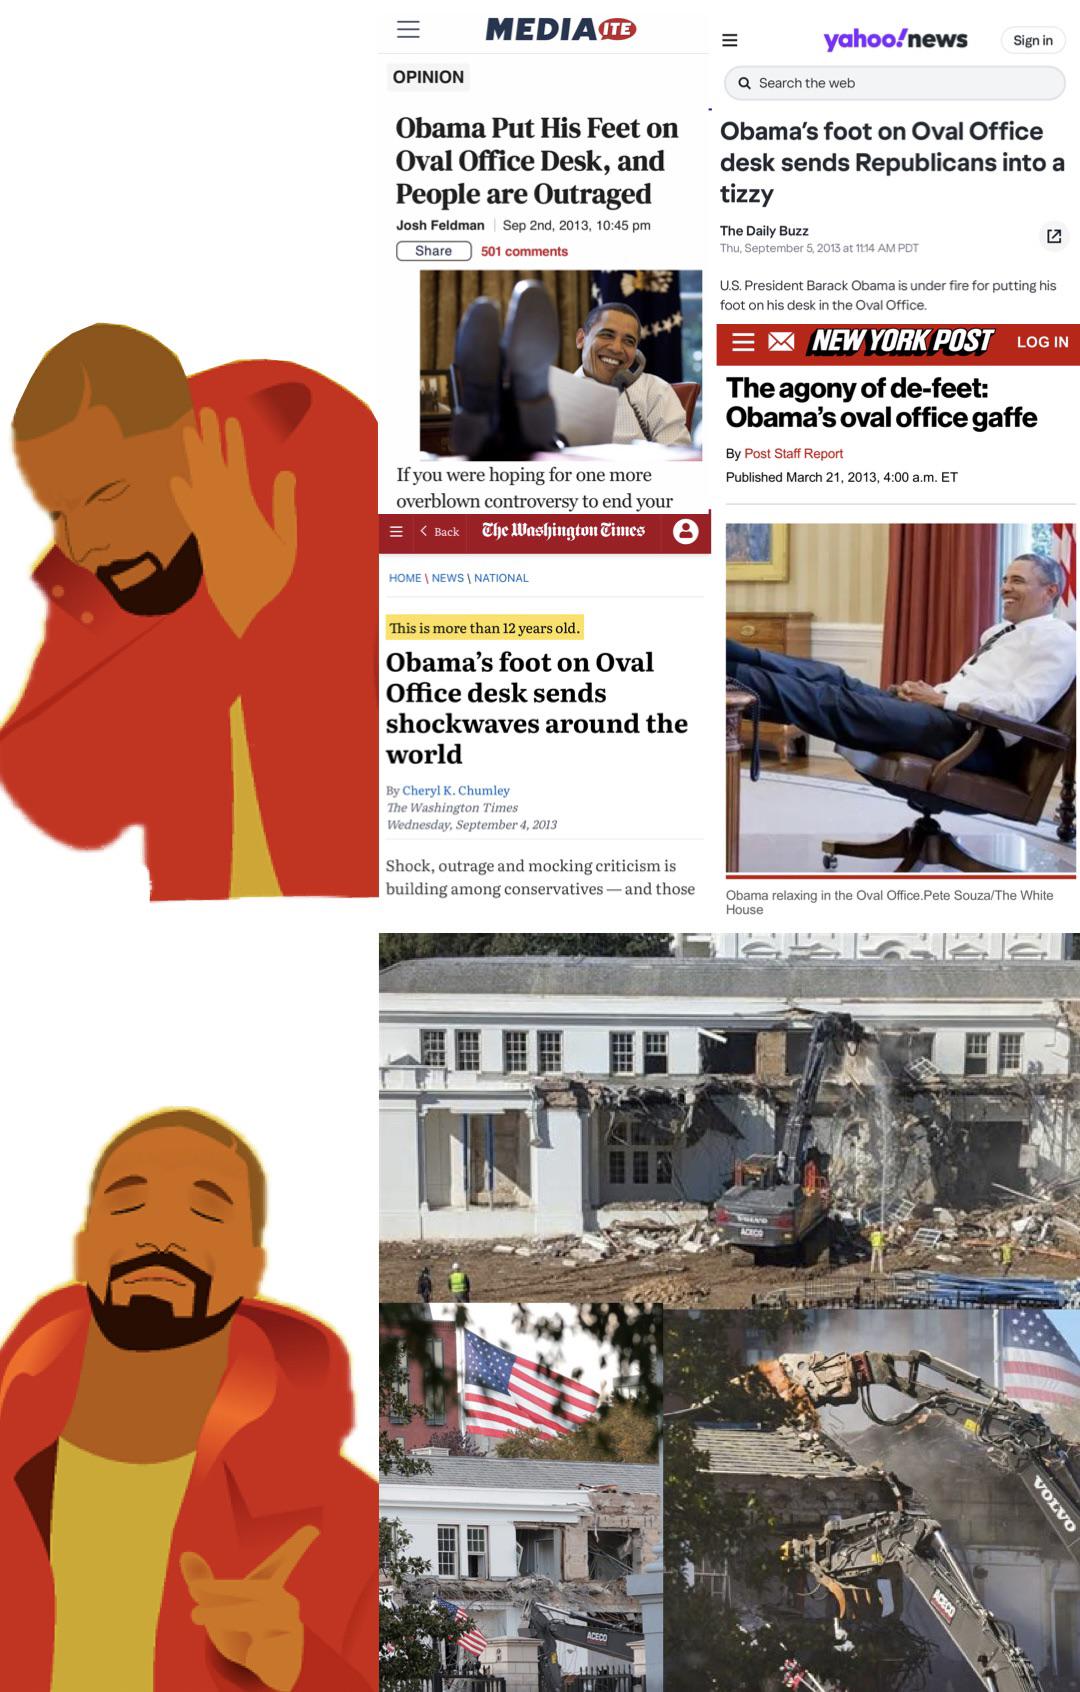 MEDIAITE
OPINION
Obama Put His Feet on
Oval Office Desk, and
People are Outraged
Josh Feldman | Sep 2nd, 2013, 10:45 pm
Share 501 comments
If you were hoping for one more
overblown controversy to end your
yahoo!news
Sign in
Search the web
Obama's foot on Oval Office
desk sends Republicans into a
tizzy
The Daily Buzz
Thu, September 5, 2013 at 11:14 AM PDT
U.S. President Barack Obama is under fire for putting his
foot on his desk in the Oval Office.
The Washington Times
Back
HOME \ NEWS \ NATIONAL
This is more than 12 years old.
Obama's foot on Oval
Office desk sends
shockwaves around the
world
By Cheryl K. Chumley
The Washington Times
Wednesday, September 4, 2013
Shock, outrage and mocking criticism is
building among conservatives — and those
NEW YORK POST
LOG IN
The agony of de-feet:
Obama's oval office gaffe
By Post Staff Report
Published March 21, 2013, 4:00 a.m. ET
Obama relaxing in the Oval Office.Pete Souza/The White
House
VOLVO
ACECO
ACECO
VOLVO
ACECO